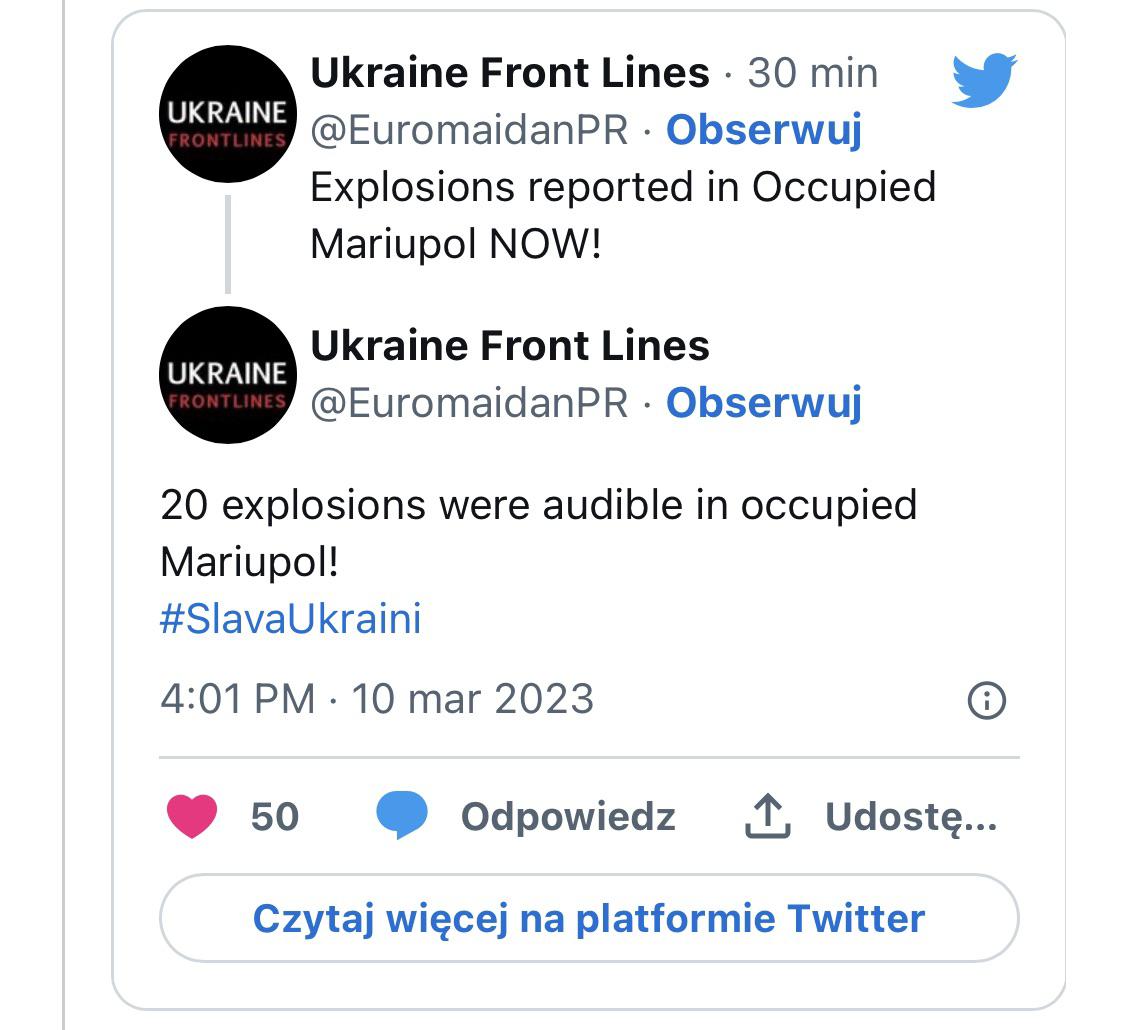 UKRAINE
FRONTLINES
Ukraine Front Lines · 30 min
@EuromaidanPR · Obserwuj
Explosions reported in Occupied
Mariupol NOW!
UKRAINE
FRONTLINES
Ukraine Front Lines
@EuromaidanPR · Obserwuj
20 explosions were audible in occupied
Mariupol!
#SlavaUkraini
4:01 PM · 10 mar 2023
50 Odpowiedz Udostę...
Czytaj więcej na platformie Twitter